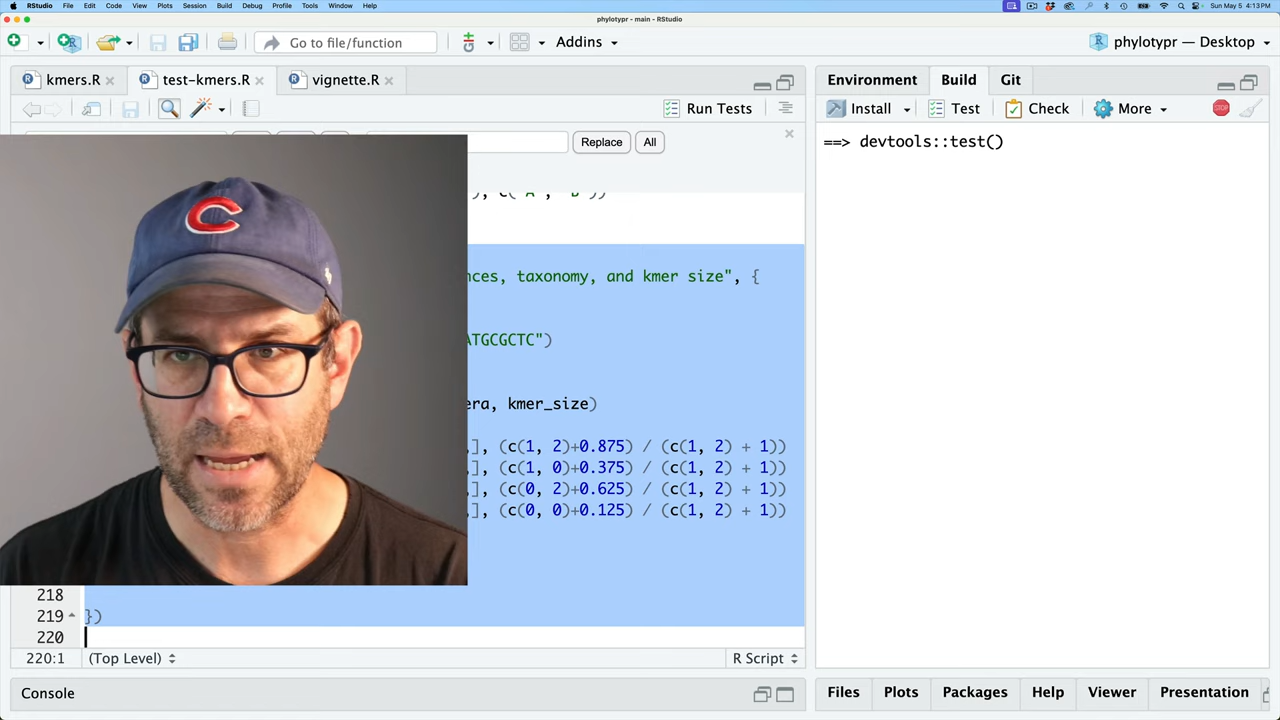 RStudio File Edit Code View Plots Session Build Debug Profile Tools Window Help Sun May 5 4:13 PM
phylotypr - main - RStudio
Go to file/function Addins phylotypr — Desktop
kmers.R test-kmers.R vignette.R Environment Build Git
Run Tests Install Test Check More
Replace All
==> devtools::test()
), c("A", "B"))
nces, taxonomy, and kmer size", {
ATGCGCTC")
era, kmer_size)
,], (c(1, 2)+0.875) / (c(1, 2) + 1))
,], (c(1, 0)+0.375) / (c(1, 2) + 1))
,], (c(0, 2)+0.625) / (c(1, 2) + 1))
,], (c(0, 0)+0.125) / (c(1, 2) + 1))
218
219 })
220
220:1 (Top Level) R Script
Console Files Plots Packages Help Viewer Presentation